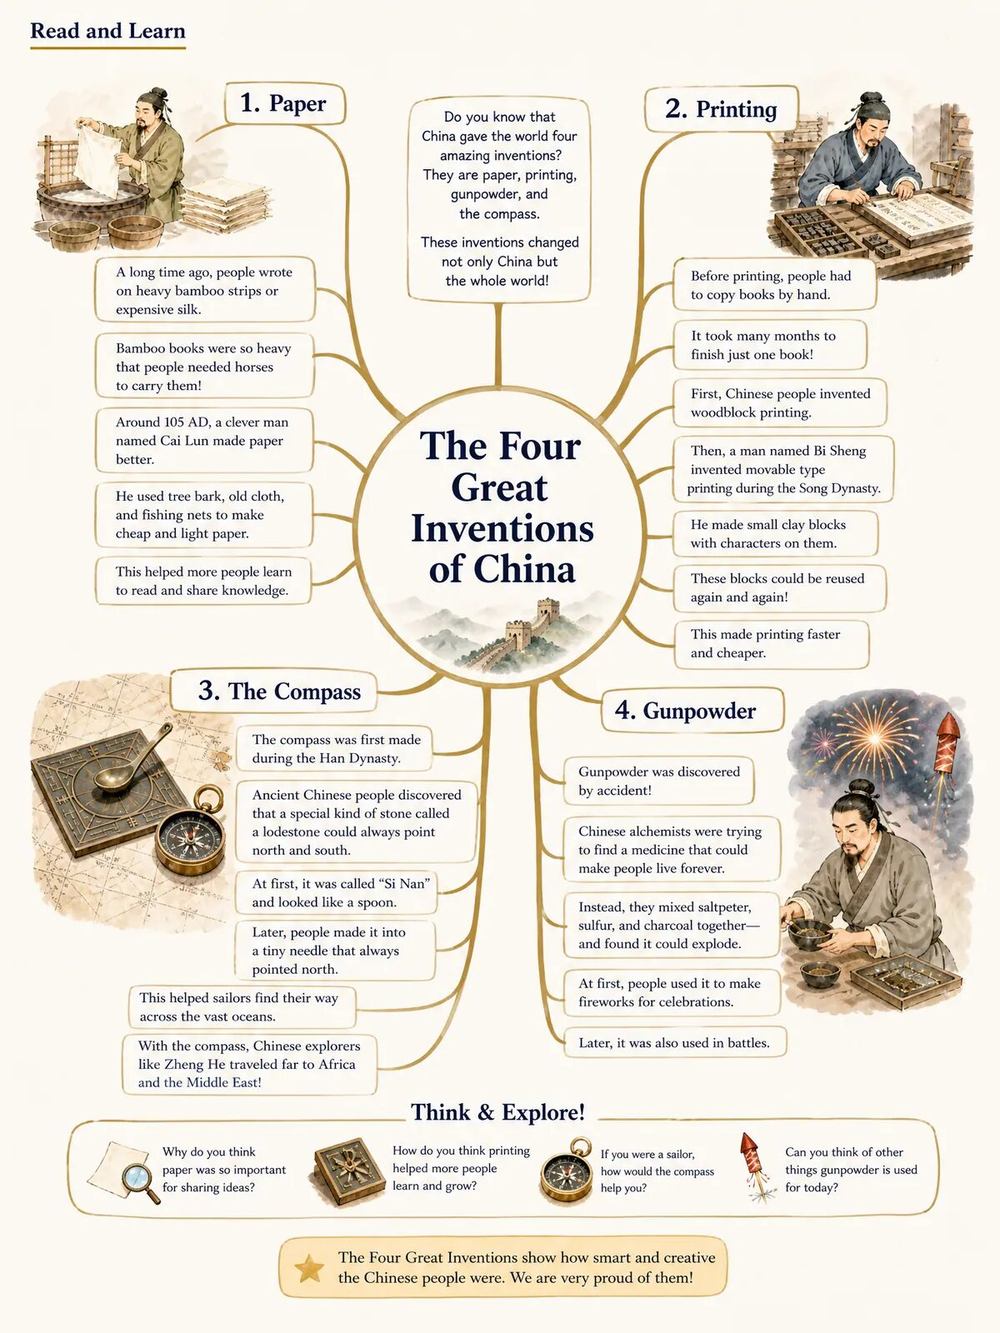 Read and Learn
1. Paper
A long time ago, people wrote
on heavy bamboo strips or
expensive silk.
Bamboo books were so heavy
that people needed horses
to carry them!
Around 105 AD, a clever man
named Cai Lun made paper
better.
He used tree bark, old cloth,
and fishing nets to make
cheap and light paper.
This helped more people learn
to read and share knowledge.
Do you know that
China gave the world four
amazing inventions?
They are paper, printing,
gunpowder, and
the compass.
These inventions changed
not only China but
the whole world!
2. Printing
Before printing, people had
to copy books by hand.
It took many months to
finish just one book!
First, Chinese people invented
woodblock printing.
Then, a man named Bi Sheng
invented movable type
printing during the Song Dynasty.
He made small clay blocks
with characters on them.
These blocks could be reused
again and again!
This made printing faster
and cheaper.
The Four
Great
Inventions
of China
3. The Compass
The compass was first made
during the Han Dynasty.
Ancient Chinese people discovered
that a special kind of stone called
a lodestone could always point
north and south.
At first, it was called “Si Nan”
and looked like a spoon.
Later, people made it into
a tiny needle that always
pointed north.
This helped sailors find their way
across the vast oceans.
With the compass, Chinese explorers
like Zheng He traveled far to Africa
and the Middle East!
4. Gunpowder
Gunpowder was discovered
by accident!
Chinese alchemists were trying
to find a medicine that could
make people live forever.
Instead, they mixed saltpeter,
sulfur, and charcoal together—
and found it could explode.
At first, people used it to make
fireworks for celebrations.
Later, it was also used in battles.
Think & Explore!
Why do you think
paper was so important
for sharing ideas?
How do you think printing
helped more people
learn and grow?
If you were a sailor,
how would the compass
help you?
Can you think of other
things gunpowder is used
for today?
The Four Great Inventions show how smart and creative
the Chinese people were. We are very proud of them!